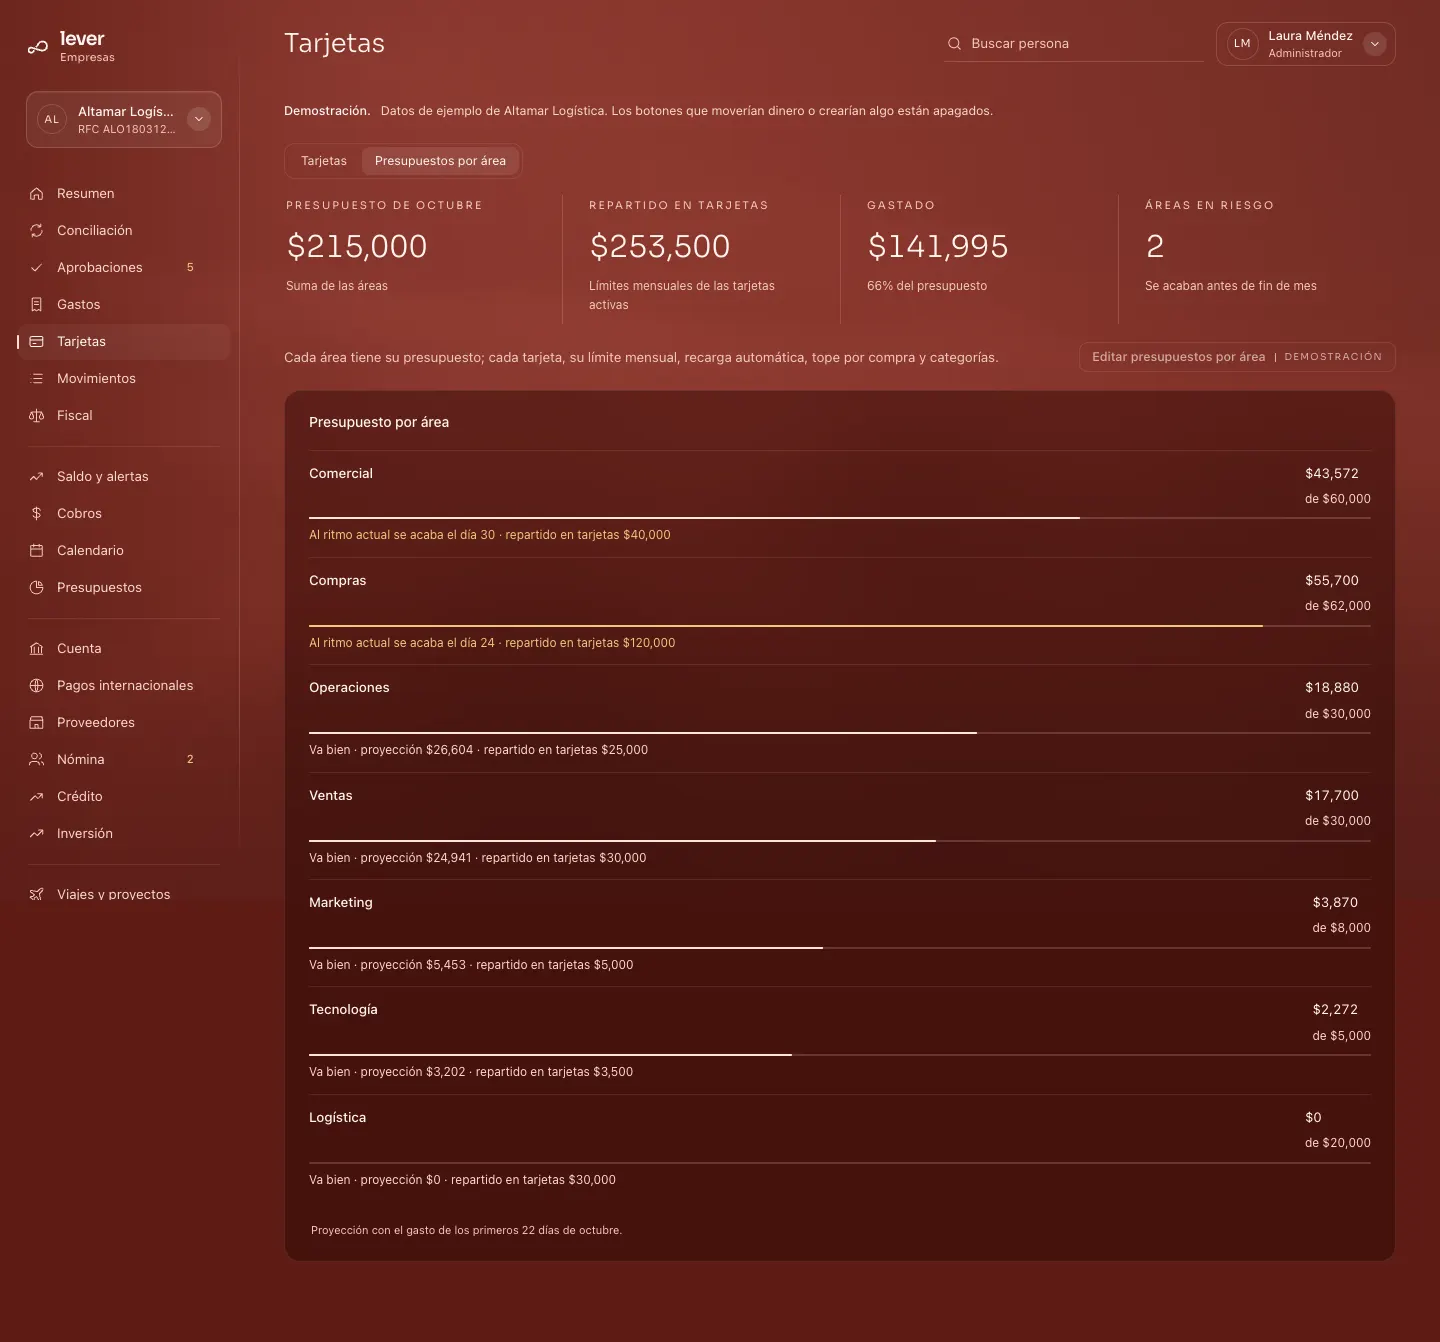 lever
Empresas
AL
Altamar Logís...
RFC ALO180312...
Resumen
Conciliación
Aprobaciones 5
Gastos
Tarjetas
Movimientos
Fiscal
Saldo y alertas
Cobros
Calendario
Presupuestos
Cuenta
Pagos internacionales
Proveedores
Nómina 2
Crédito
Inversión
Viajes y proyectos
Tarjetas
Buscar persona
LM
Laura Méndez
Administrador
Demostración. Datos de ejemplo de Altamar Logística. Los botones que moverían dinero o crearían algo están apagados.
Tarjetas
Presupuestos por área
PRESUPUESTO DE OCTUBRE
$215,000
Suma de las áreas
REPARTIDO EN TARJETAS
$253,500
Límites mensuales de las tarjetas
activas
GASTADO
$141,995
66% del presupuesto
ÁREAS EN RIESGO
2
Se acaban antes de fin de mes
Cada área tiene su presupuesto; cada tarjeta, su límite mensual, recarga automática, tope por compra y categorías.
Editar presupuestos por área | DEMOSTRACIÓN
Presupuesto por área
Comercial
$43,572
de $60,000
Al ritmo actual se acaba el día 30 · repartido en tarjetas $40,000
Compras
$55,700
de $62,000
Al ritmo actual se acaba el día 24 · repartido en tarjetas $120,000
Operaciones
$18,880
de $30,000
Va bien · proyección $26,604 · repartido en tarjetas $25,000
Ventas
$17,700
de $30,000
Va bien · proyección $24,941 · repartido en tarjetas $30,000
Marketing
$3,870
de $8,000
Va bien · proyección $5,453 · repartido en tarjetas $5,000
Tecnología
$2,272
de $5,000
Va bien · proyección $3,202 · repartido en tarjetas $3,500
Logística
$0
de $20,000
Va bien · proyección $0 · repartido en tarjetas $30,000
Proyección con el gasto de los primeros 22 días de octubre.